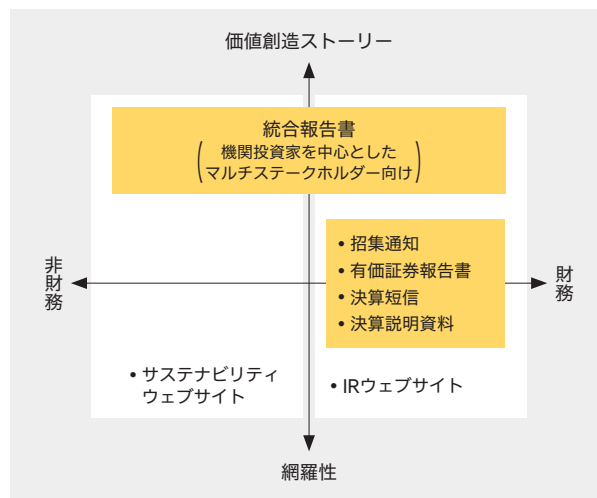 価値創造ストーリー
統合報告書
(機関投資家を中心とした
マルチステークホルダー向け)
• 招集通知
• 有価証券報告書
• 決算短信
• 決算説明資料
非財務
財務
• サステナビリティ
ウェブサイト
• IRウェブサイト
網羅性